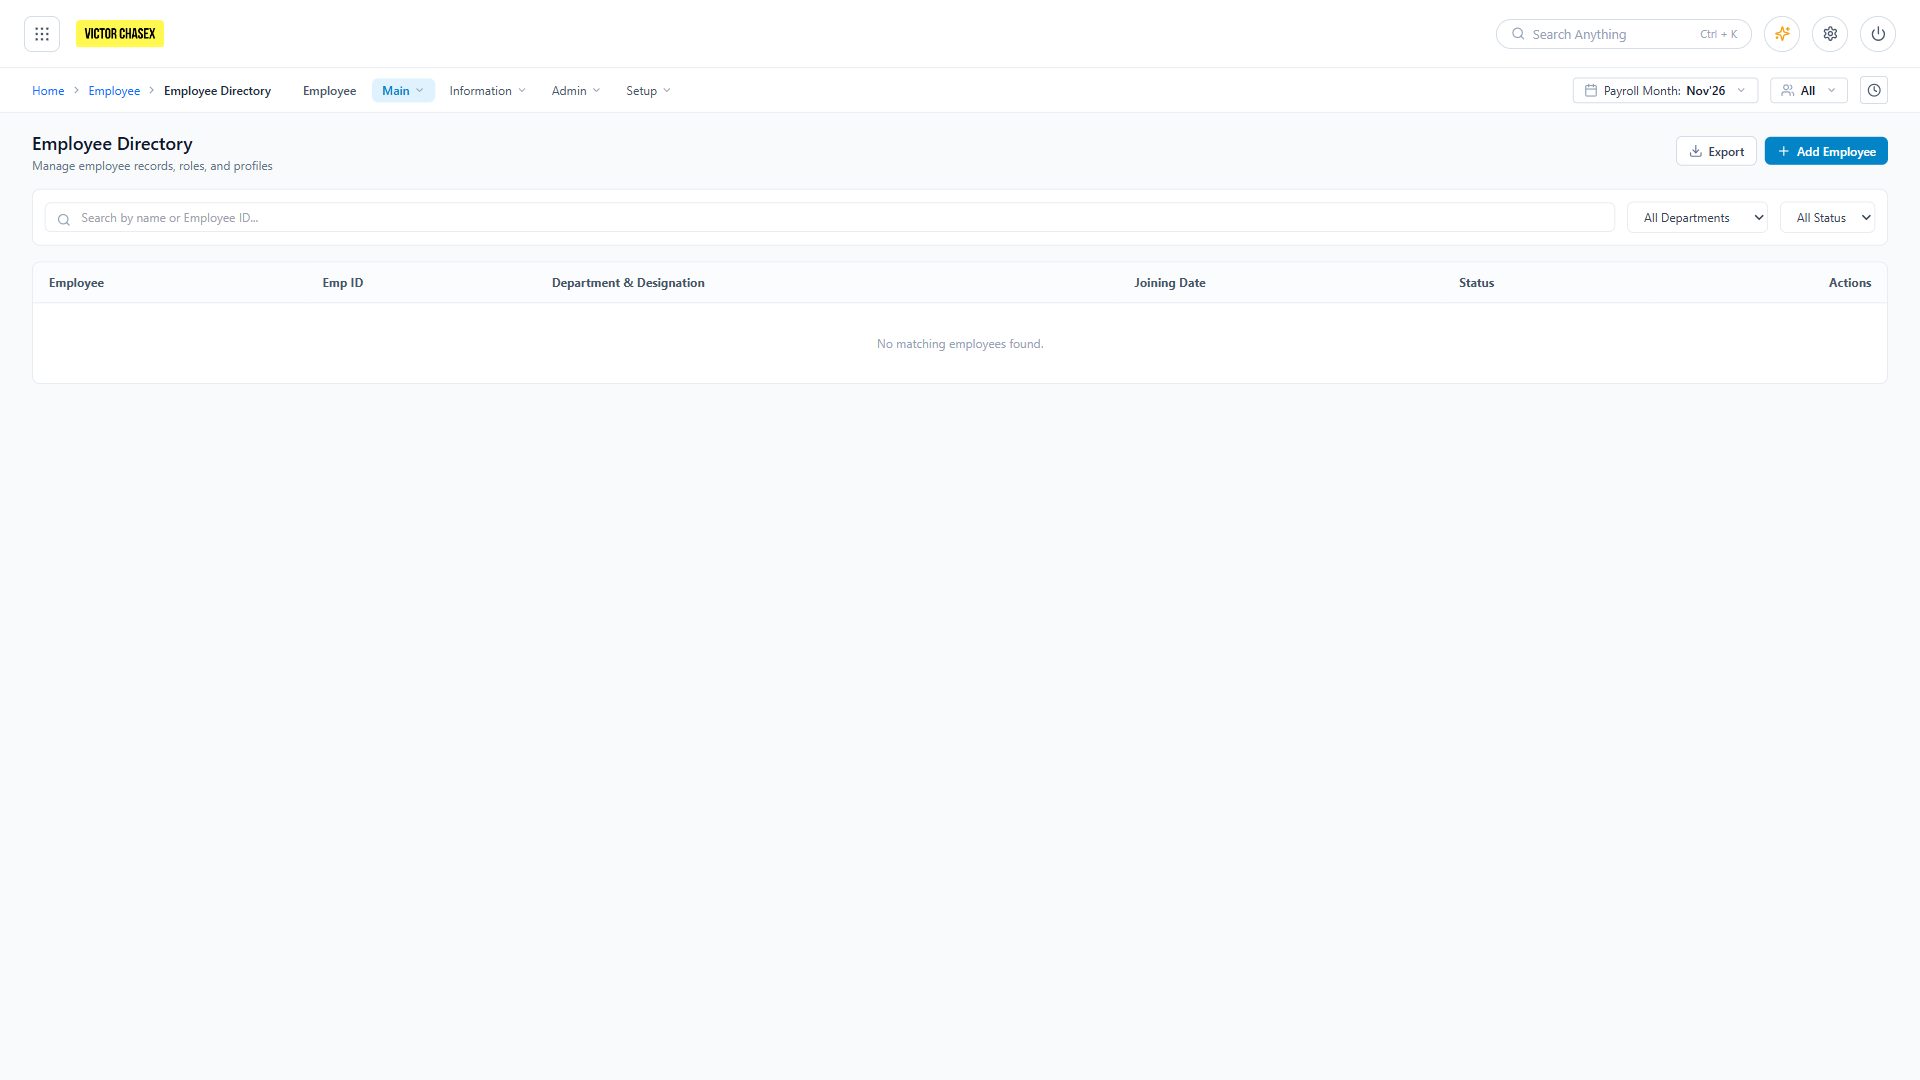 VICTOR CHASEX
Search Anything Ctrl + K
Home Employee Employee Directory Employee Main Information Admin Setup Payroll Month: Nov'26 All
Employee Directory
Manage employee records, roles, and profiles
Export Add Employee
Search by name or Employee ID... All Departments All Status
Employee Emp ID Department & Designation Joining Date Status Actions
No matching employees found.